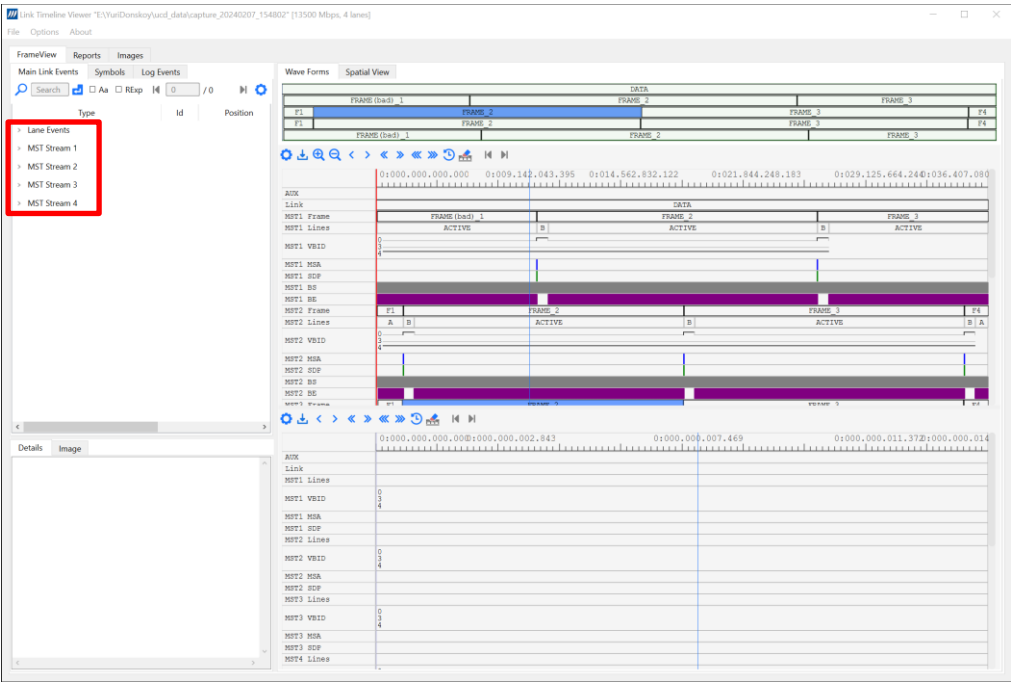 Link Timeline Viewer "E:\YuriDonskoy\ucd_data\capture_20240207_154802" [13500 Mbps, 4 lanes]
File Options About
FrameView Reports Images
Main Link Events Symbols Log Events
Search Aa RExp 0 / 0
Type Id Position
Lane Events
MST Stream 1
MST Stream 2
MST Stream 3
MST Stream 4
Details Image
Wave Forms Spatial View
DATA
FRAME(bad)_1 FRAME_2 FRAME_3
F1 FRAME_2 FRAME_3 F4
F1 FRAME_2 FRAME_3 F4
FRAME(bad)_1 FRAME_2 FRAME_3
0:000.000.000.000 0:009.142.043.395 0:014.562.832.122 0:021.844.248.183 0:029.125.664.244 0:036.407.080
AUX
Link DATA
MST1 Frame FRAME(bad)_1 FRAME_2 FRAME_3
MST1 Lines ACTIVE B ACTIVE B ACTIVE
MST1 VBID 0 3 4
MST1 MSA
MST1 SDP
MST1 BS
MST1 BE
MST2 Frame F1 FRAME_2 FRAME_3 F4
MST2 Lines A B ACTIVE B ACTIVE B A
MST2 VBID 0 3 4
MST2 MSA
MST2 SDP
MST2 BS
MST2 BE
MST3 Frame F1 FRAME_2 FRAME_3 F4
0:000.000.000.000 0:000.000.002.843 0:000.000.007.469 0:000.000.011.372 0:000.000.014
AUX
Link
MST1 Lines
MST1 VBID 0 3 4
MST1 MSA
MST1 SDP
MST2 Lines
MST2 VBID 0 3 4
MST2 MSA
MST2 SDP
MST3 Lines
MST3 VBID 0 3 4
MST3 MSA
MST3 SDP
MST4 Lines